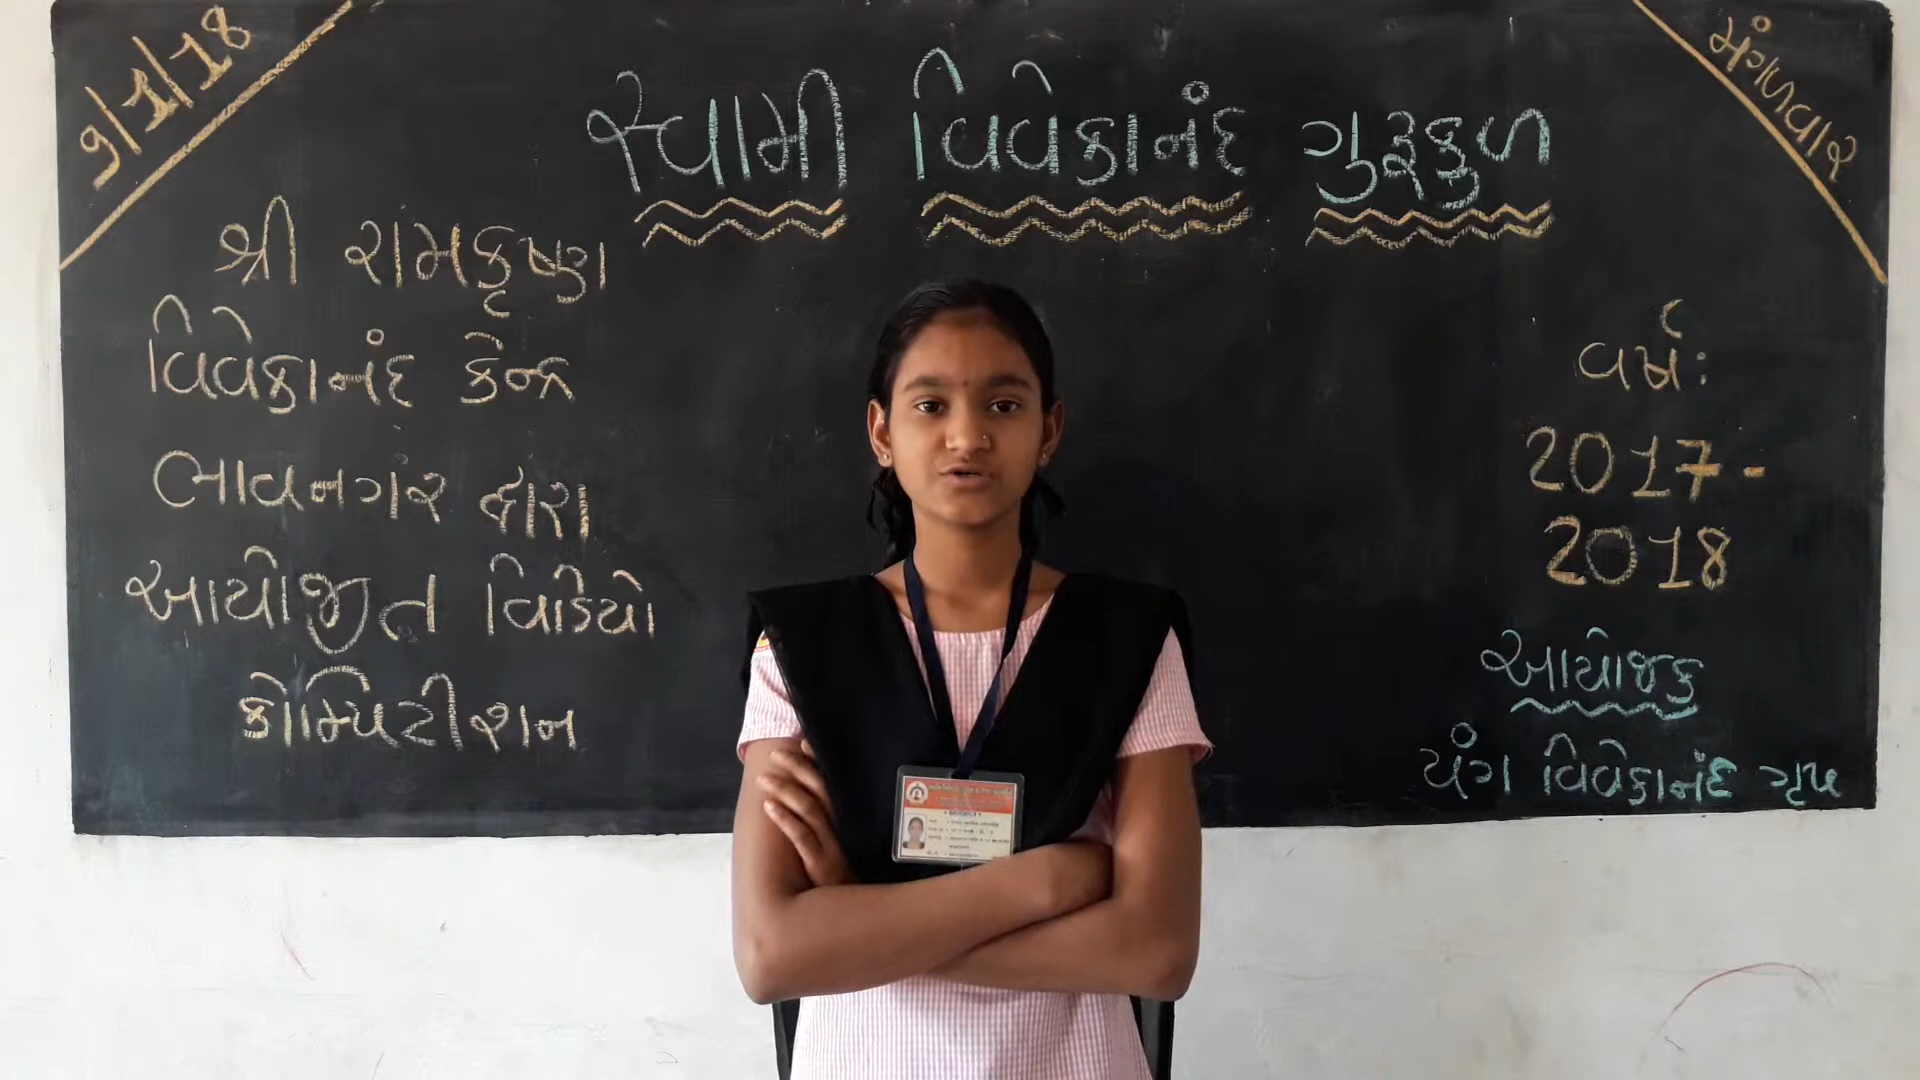 9/1/18
મંગળવાર
સ્વામી વિવેકાનંદ ગુરૂકુળ
શ્રી રામકૃષ્ણ
વિવેકાનંદ કેન્દ્ર
ભાવનગર દ્વારા
આયોજીત વિડિયો
કોમ્પિટીશન
વર્ષ:
2017-
2018
આયોજક
યંગ વિવેકાનંદ ગૃપ